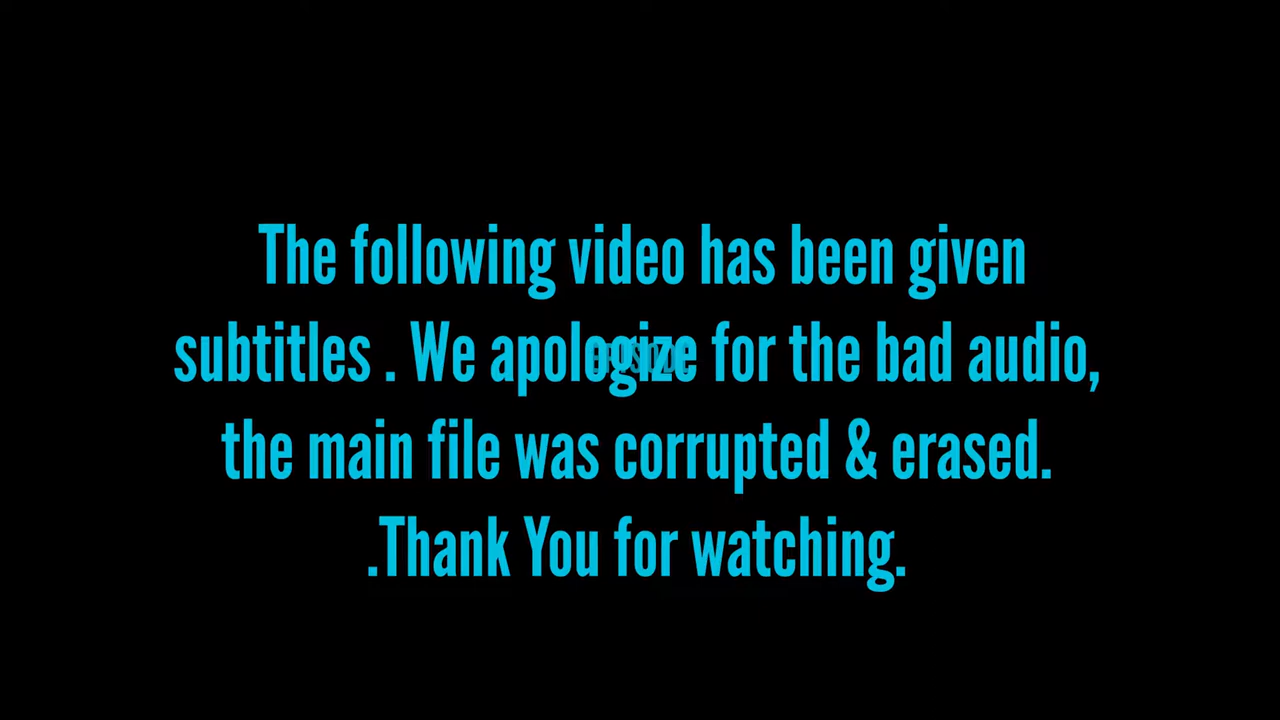 The following video has been given
subtitles . We apologize for the bad audio,
the main file was corrupted & erased.
.Thank You for watching.